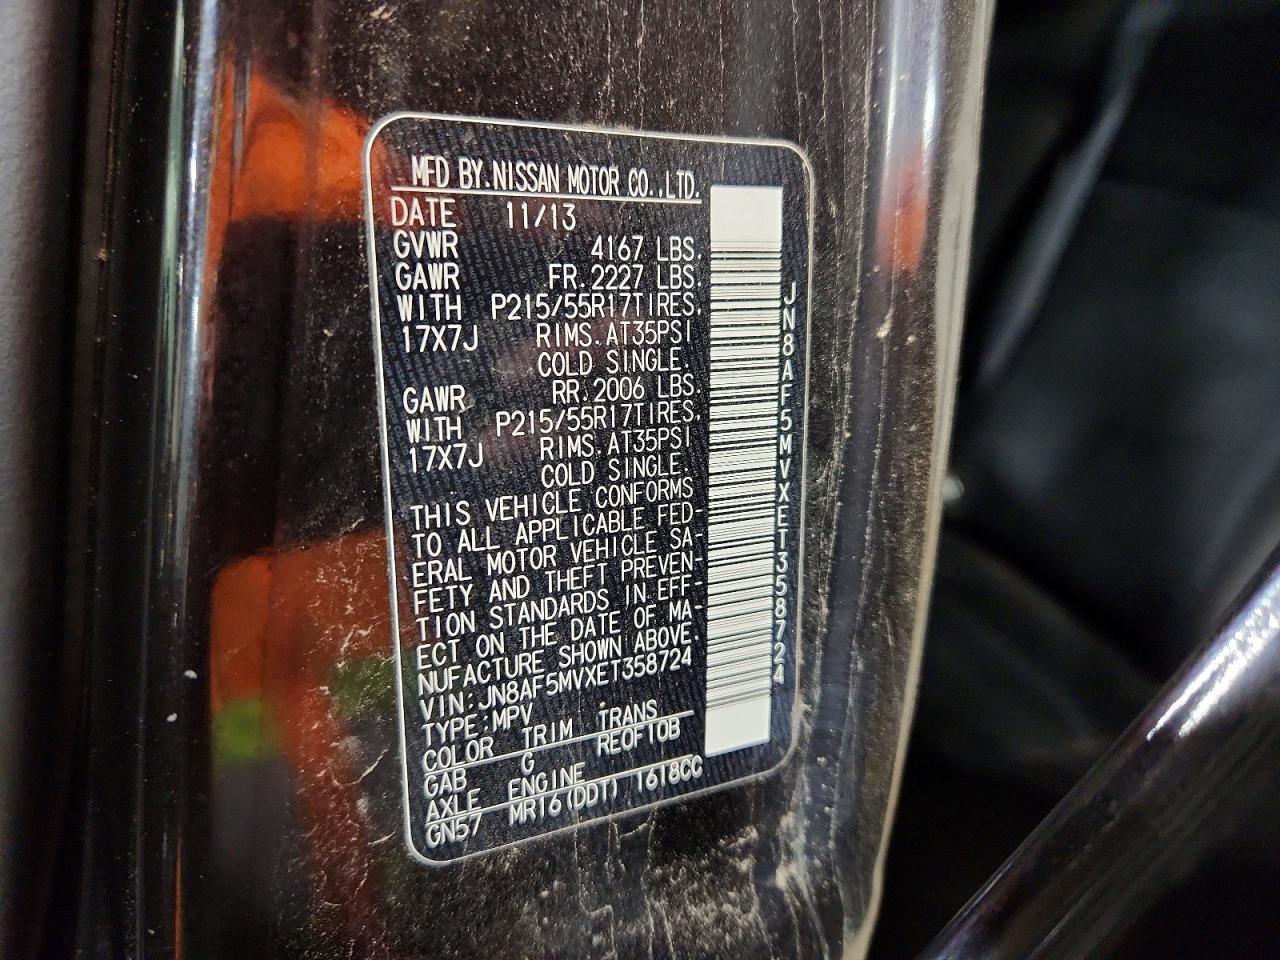 MFD BY.NISSAN MOTOR CO.,LTD.
DATE 11/13
GVWR 4167 LBS.
GAWR FR.2227 LBS.
WITH P215/55R17TIRES.
17X7J RIMS.AT35PSI
COLD SINGLE.
GAWR RR.2006 LBS.
WITH P215/55R17TIRES.
17X7J RIMS.AT35PSI
COLD SINGLE.
THIS VEHICLE CONFORMS
TO ALL APPLICABLE FED-
ERAL MOTOR VEHICLE SA-
FETY AND THEFT PREVEN-
TION STANDARDS IN EFF-
ECT ON THE DATE OF MA-
NUFACTURE SHOWN ABOVE.
VIN:JN8AF5MVXET358724
TYPE:MPV
COLOR TRIM TRANS
GAB G RE0F10B
AXLE ENGINE
GN57 MR16(DDT) 1618CC
JN8AF5MVXET358724